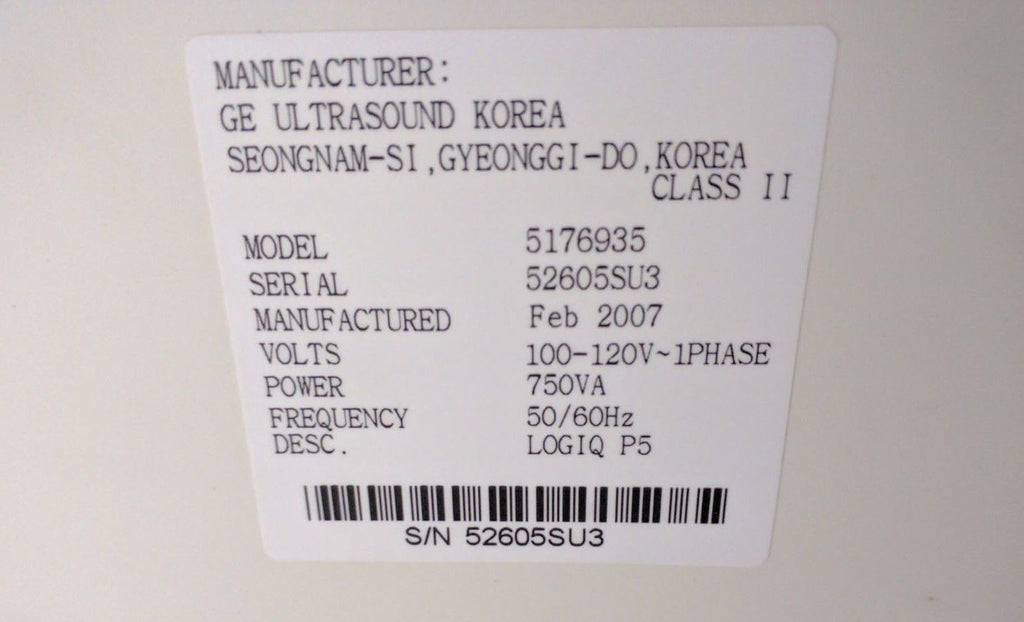 MANUFACTURER:
GE ULTRASOUND KOREA
SEONGNAM-SI,GYEONGGI-DO,KOREA
CLASS II
MODEL 5176935
SERIAL 52605SU3
MANUFACTURED Feb 2007
VOLTS 100-120V~1PHASE
POWER 750VA
FREQUENCY 50/60Hz
DESC. LOGIQ P5
S/N 52605SU3